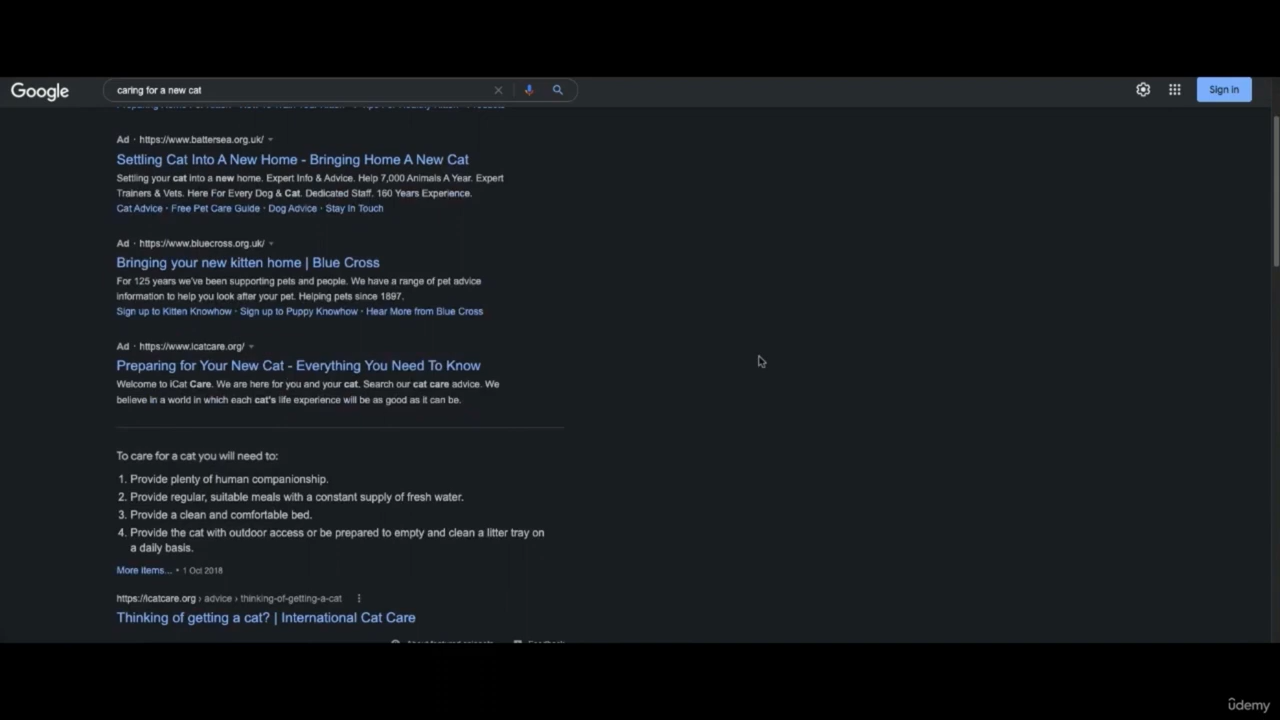 Google
caring for a new cat
Sign in
Ad · https://www.battersea.org.uk/
Settling Cat Into A New Home - Bringing Home A New Cat
Settling your cat into a new home. Expert Info & Advice. Help 7,000 Animals A Year. Expert
Trainers & Vets. Here For Every Dog & Cat. Dedicated Staff. 160 Years Experience.
Cat Advice · Free Pet Care Guide · Dog Advice · Stay In Touch
Ad · https://www.bluecross.org.uk/
Bringing your new kitten home | Blue Cross
For 125 years we've been supporting pets and people. We have a range of pet advice
information to help you look after your pet. Helping pets since 1897.
Sign up to Kitten Knowhow · Sign up to Puppy Knowhow · Hear More from Blue Cross
Ad · https://www.icatcare.org/
Preparing for Your New Cat - Everything You Need To Know
Welcome to iCat Care. We are here for you and your cat. Search our cat care advice. We
believe in a world in which each cat's life experience will be as good as it can be.
To care for a cat you will need to:
1. Provide plenty of human companionship.
2. Provide regular, suitable meals with a constant supply of fresh water.
3. Provide a clean and comfortable bed.
4. Provide the cat with outdoor access or be prepared to empty and clean a litter tray on
a daily basis.
More items... • 1 Oct 2018
https://icatcare.org › advice › thinking-of-getting-a-cat
Thinking of getting a cat? | International Cat Care
ûdemy